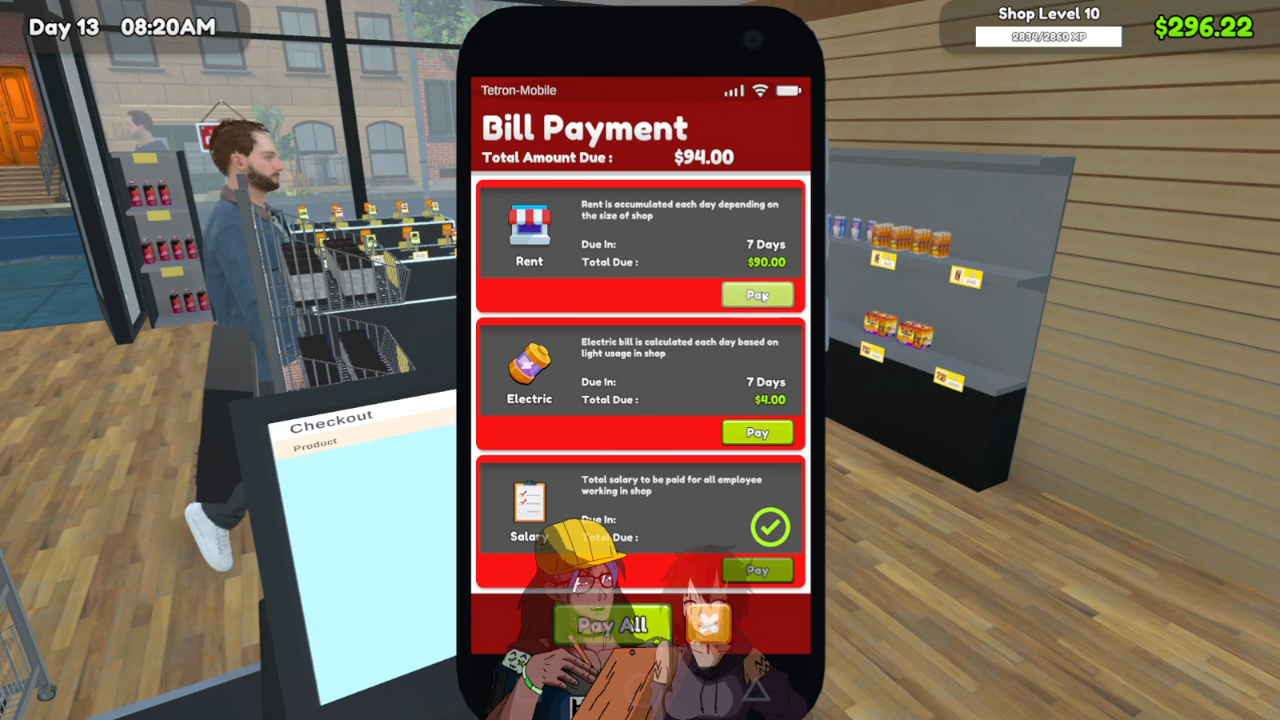 Day 13 08:20AM
Shop Level 10
2834/2860 XP
$296.22
Tetron-Mobile
Bill Payment
Total Amount Due : $94.00
Rent is accumulated each day depending on
the size of shop
Due In: 7 Days
Rent
Total Due : $90.00
Pay
Electric bill is calculated each day based on
light usage in shop
Due In: 7 Days
Electric
Total Due : $4.00
Pay
Total salary to be paid for all employee
working in shop
Due In:
Salary
Total Due :
Pay
Pay All
Checkout
Product